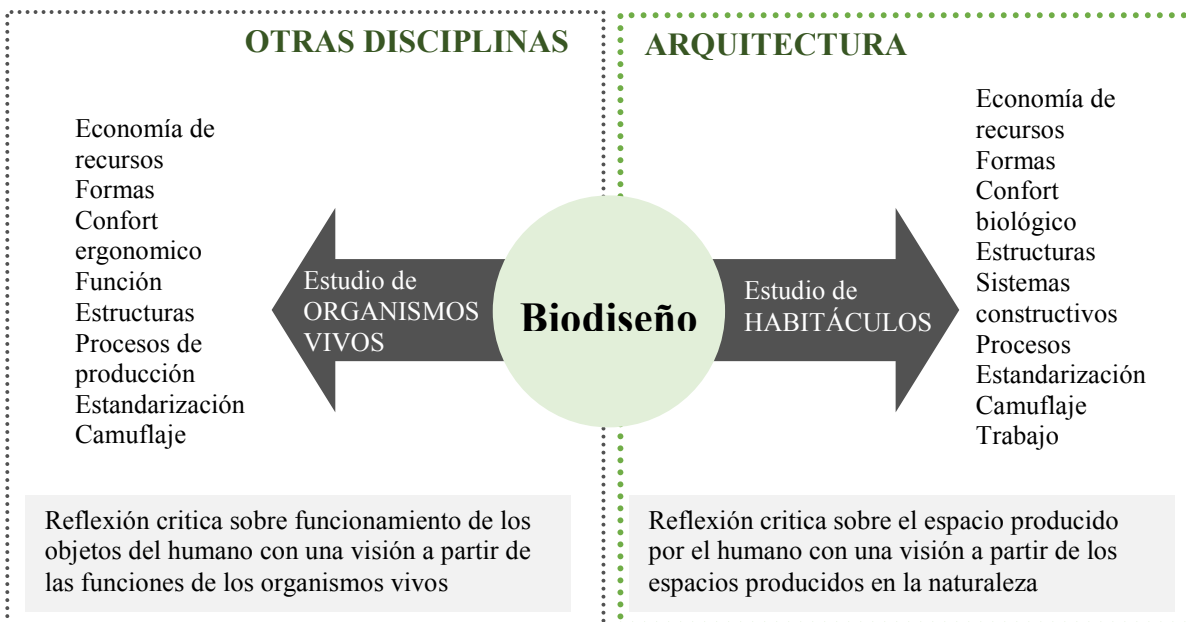 OTRAS DISCIPLINAS
Economía de
recursos
Formas
Confort
ergonomico
Función
Estructuras
Procesos de
producción
Estandarización
Camuflaje
Estudio de
ORGANISMOS
VIVOS
Reflexión critica sobre funcionamiento de los
objetos del humano con una visión a partir de
las funciones de los organismos vivos
Biodiseño
ARQUITECTURA
Estudio de
HABITÁCULOS
Economía de
recursos
Formas
Confort
biológico
Estructuras
Sistemas
constructivos
Procesos
Estandarización
Camuflaje
Trabajo
Reflexión critica sobre el espacio producido
por el humano con una visión a partir de los
espacios producidos en la naturaleza